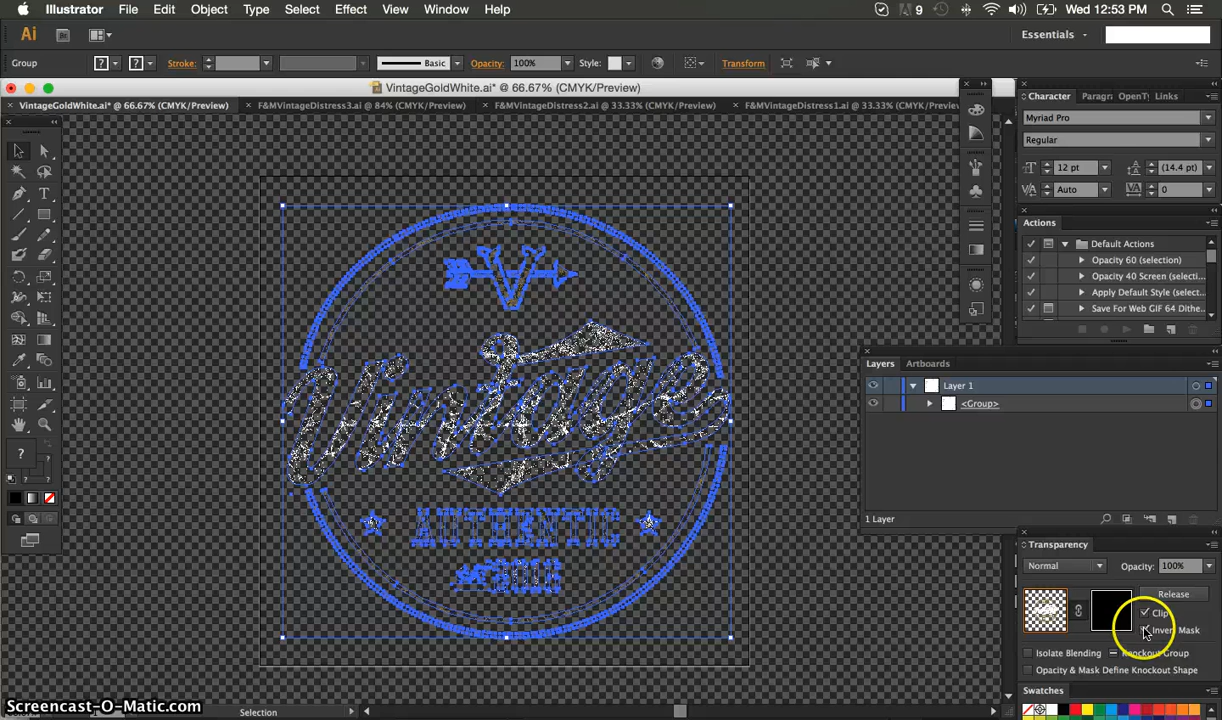 Illustrator File Edit Object Type Select Effect View Window Help
9 Wed 12:53 PM
Ai Essentials
Group ? ? Stroke: Basic Opacity: 100% Style: Transform
VintageGoldWhite.ai* @ 66.67% (CMYK/Preview)
VintageGoldWhite.ai* @ 66.67% (CMYK/Preview) F&MVintageDistress3.ai @ 84% (CMYK/Preview) F&MVintageDistress2.ai @ 33.33% (CMYK/Preview) F&MVintageDistress1.ai @ 33.33% (CMYK/Preview)
Character Paragr OpenT Links
Myriad Pro
Regular
12 pt (14.4 pt)
Auto 0
Actions
Default Actions
Opacity 60 (selection)
Opacity 40 Screen (selecti...
Apply Default Style (select...
Save For Web GIF 64 Dithe...
V
Vintage
AUTHENTIC
Layers Artboards
Layer 1
<Group>
1 Layer
Transparency
Normal Opacity: 100%
Release
Clip
Invert Mask
Isolate Blending Knockout Group
Opacity & Mask Define Knockout Shape
Swatches
?
Screencast-O-Matic.com
Selection